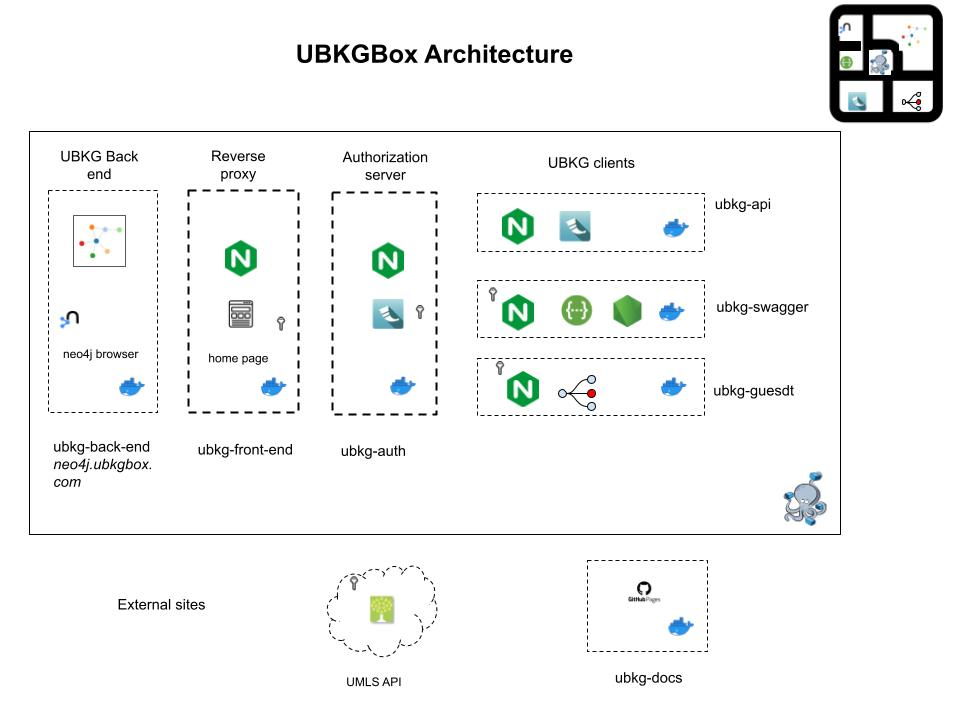 UBKGBox Architecture
UBKG Back
end
Reverse
proxy
Authorization
server
UBKG clients
ubkg-api
ubkg-swagger
ubkg-guesdt
neo4j browser
home page
ubkg-back-end
neo4j.ubkgbox.
com
ubkg-front-end
ubkg-auth
External sites
UMLS API
GitHub Pages
ubkg-docs